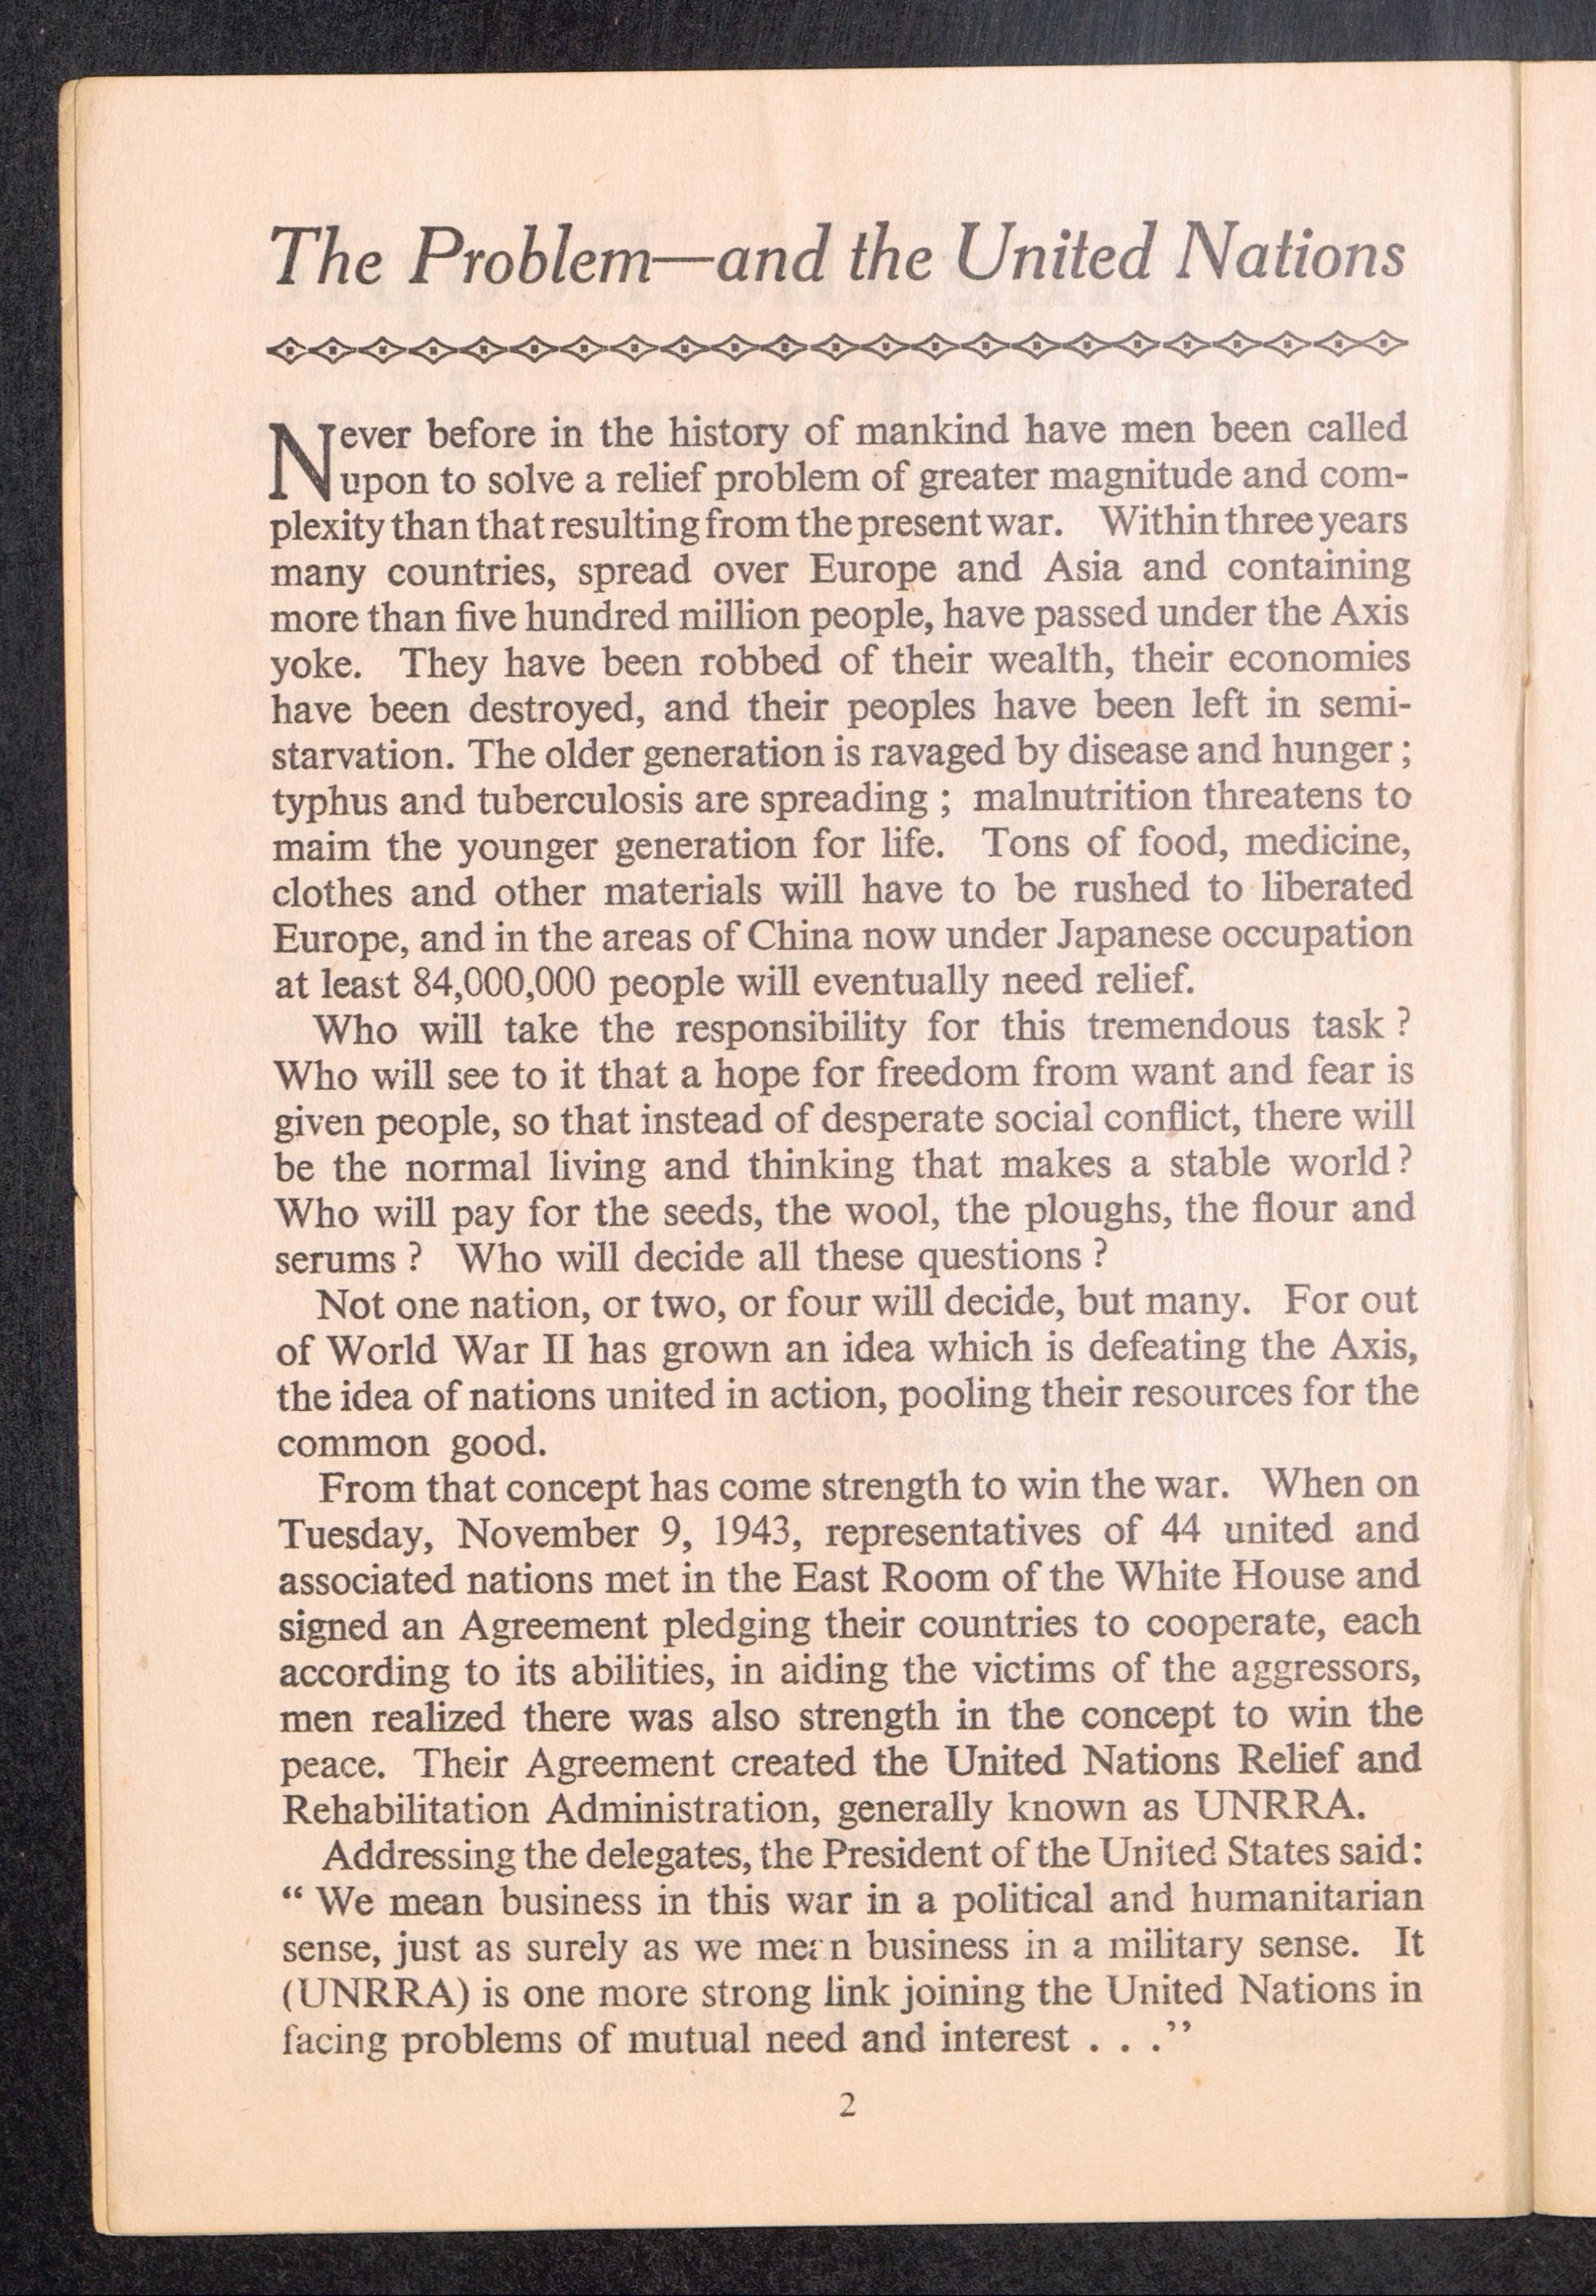 The Problem—and the United Nations
Never before in the history of mankind have men been called
upon to solve a relief problem of greater magnitude and com-
plexity than that resulting from the present war. Within three years
many countries, spread over Europe and Asia and containing
more than five hundred million people, have passed under the Axis
yoke. They have been robbed of their wealth, their economies
have been destroyed, and their peoples have been left in semi-
starvation. The older generation is ravaged by disease and hunger ;
typhus and tuberculosis are spreading ; malnutrition threatens to
maim the younger generation for life. Tons of food, medicine,
clothes and other materials will have to be rushed to liberated
Europe, and in the areas of China now under Japanese occupation
at least 84,000,000 people will eventually need relief.
Who will take the responsibility for this tremendous task ?
Who will see to it that a hope for freedom from want and fear is
given people, so that instead of desperate social conflict, there will
be the normal living and thinking that makes a stable world ?
Who will pay for the seeds, the wool, the ploughs, the flour and
serums ? Who will decide all these questions ?
Not one nation, or two, or four will decide, but many. For out
of World War II has grown an idea which is defeating the Axis,
the idea of nations united in action, pooling their resources for the
common good.
From that concept has come strength to win the war. When on
Tuesday, November 9, 1943, representatives of 44 united and
associated nations met in the East Room of the White House and
signed an Agreement pledging their countries to cooperate, each
according to its abilities, in aiding the victims of the aggressors,
men realized there was also strength in the concept to win the
peace. Their Agreement created the United Nations Relief and
Rehabilitation Administration, generally known as UNRRA.
Addressing the delegates, the President of the United States said:
“ We mean business in this war in a political and humanitarian
sense, just as surely as we mean business in a military sense. It
(UNRRA) is one more strong link joining the United Nations in
facing problems of mutual need and interest . . .”
2